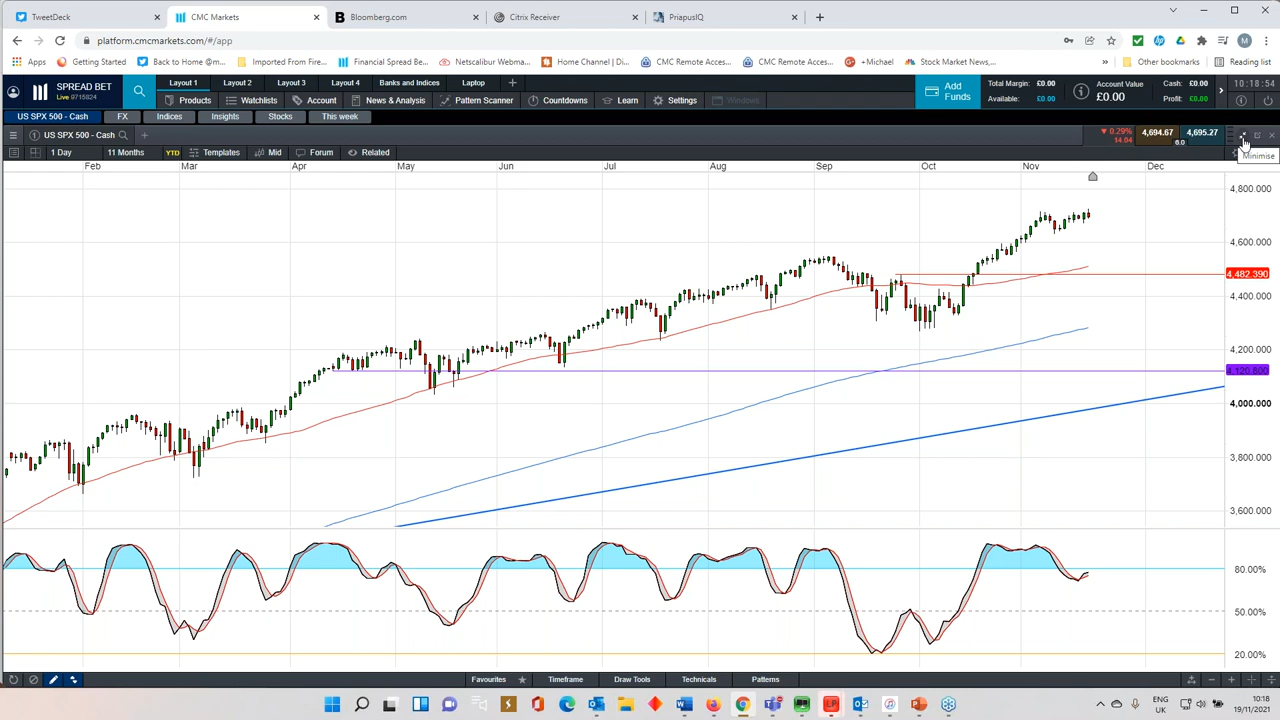 TweetDeck
CMC Markets
Bloomberg.com
Citrix Receiver
PriapusIQ
platform.cmcmarkets.com/#/app
Apps
Getting Started
Back to Home @m...
Imported From Fire...
Financial Spread Be...
Netscalibur Webma...
Home Channel | Di...
CMC Remote Acces...
CMC Remote Acces...
+Michael
Stock Market News,...
Other bookmarks
Reading list
M
SPREAD BET
Live 9715824
Layout 1
Layout 2
Layout 3
Layout 4
Banks and Indices
Laptop
Products
Watchlists
Account
News & Analysis
Pattern Scanner
Countdowns
Learn
Settings
Windows
Add Funds
Total Margin: £0.00
Available: £0.00
Account Value
£0.00
Cash: £0.00
Profit: £0.00
10:18:54
US SPX 500 - Cash
FX
Indices
Insights
Stocks
This week
US SPX 500 - Cash
0.29%
14.04
4,694.67
4,695.27
0.0
Minimise
1 Day
11 Months
YTD
Templates
Mid
Forum
Related
Feb
Mar
Apr
May
Jun
Jul
Aug
Sep
Oct
Nov
Dec
4,800.000
4,600.000
4,482.390
4,400.000
4,200.000
4,120.800
4,000.000
3,800.000
3,600.000
80.00%
50.00%
20.00%
Favourites
Timeframe
Draw Tools
Technicals
Patterns
ENG
UK
10:18
19/11/2021